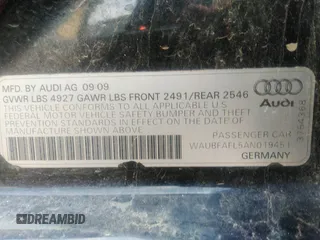 MFD. BY AUDI AG 09 09
GVWR LBS 4927 GAWR LBS FRONT 2491/REAR 2546
THIS VEHICLE CONFORMS TO ALL APPLICABLE U.S.
FEDERAL MOTOR VEHICLE SAFETY BUMPER AND THEFT
PREVENTION STANDARDS IN EFFECT ON THE DATE OF
MANUFACTURE SHOWN ABOVE
Audi
PASSENGER CAR
GERMANY
©DREAMBID